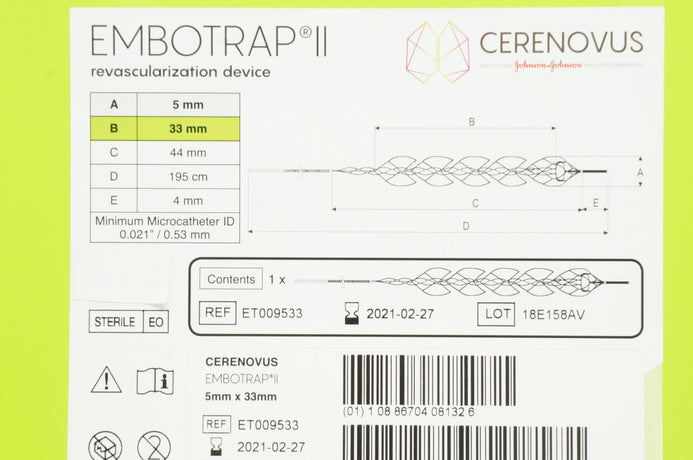 EMBOTRAP®II
revascularization device
CERENOVUS
PART OF THE Johnson & Johnson FAMILY OF COMPANIES
A 5 mm
B 33 mm
C 44 mm
D 195 cm
E 4 mm
Minimum Microcatheter ID
0.021" / 0.53 mm
B
A
C
E
D
Contents 1 x
REF ET009533 2021-02-27 LOT 18E158AV
STERILE EO
CERENOVUS
EMBOTRAP®II
5mm x 33mm
(01) 1 08 86704 08132 6
REF ET009533
2021-02-27
2